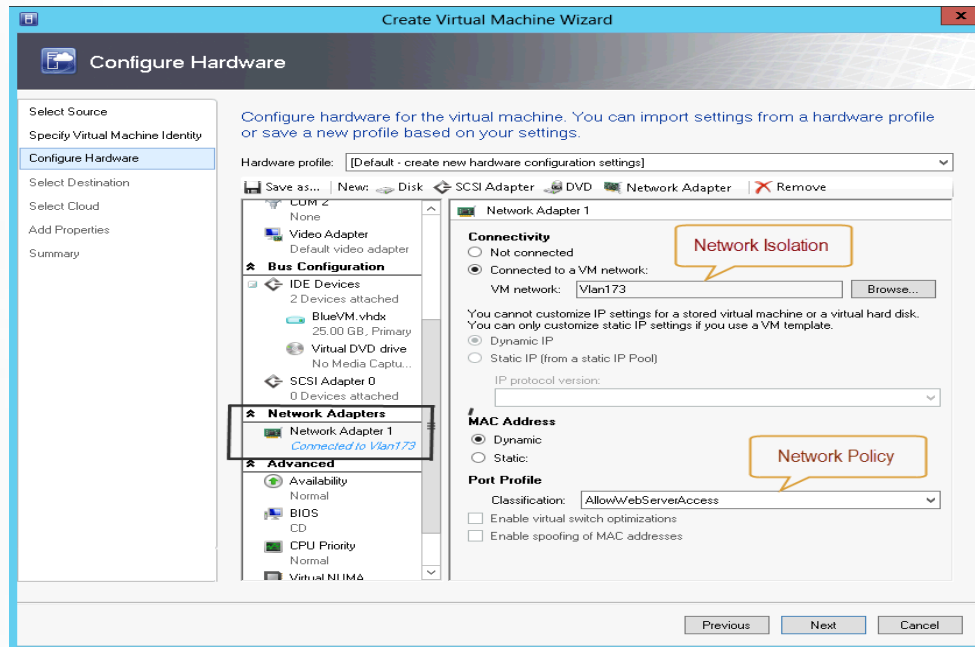 Create Virtual Machine Wizard
x
Configure Hardware
Select Source
Specify Virtual Machine Identity
Configure Hardware
Select Destination
Select Cloud
Add Properties
Summary
Configure hardware for the virtual machine. You can import settings from a hardware profile
or save a new profile based on your settings.
Hardware profile: [Default - create new hardware configuration settings]
Save as... New: Disk SCSI Adapter DVD Network Adapter Remove
COM 2
None
Video Adapter
Default video adapter
Bus Configuration
IDE Devices
2 Devices attached
BlueVM.vhdx
25.00 GB, Primary
Virtual DVD drive
No Media Captu...
SCSI Adapter 0
0 Devices attached
Network Adapters
Network Adapter 1
Connected to Vlan173
Advanced
Availability
Normal
BIOS
CD
CPU Priority
Normal
Virtual NUMA
Network Adapter 1
Connectivity
Network Isolation
Not connected
Connected to a VM network:
VM network: Vlan173 Browse...
You cannot customize IP settings for a stored virtual machine or a virtual hard disk.
You can only customize static IP settings if you use a VM template.
Dynamic IP
Static IP (from a static IP Pool)
IP protocol version:
MAC Address
Dynamic
Static:
Network Policy
Port Profile
Classification: AllowWebServerAccess
Enable virtual switch optimizations
Enable spoofing of MAC addresses
Previous Next Cancel